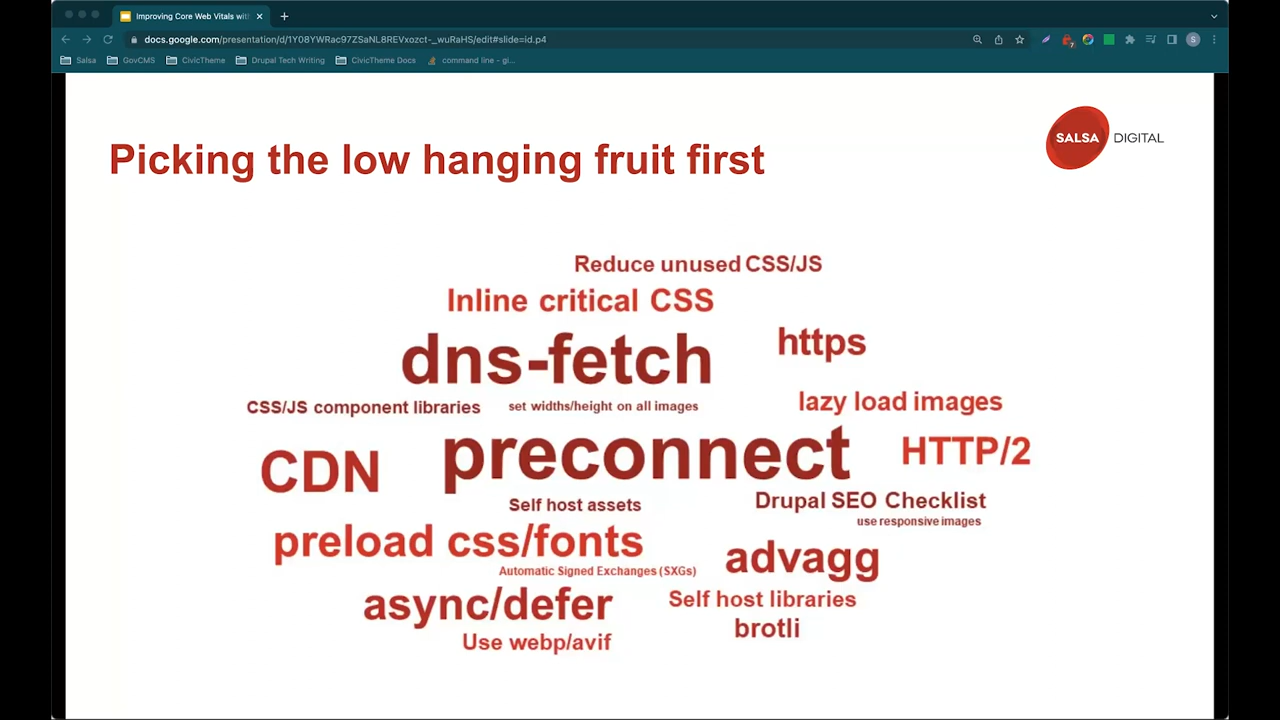 Improving Core Web Vitals with
docs.google.com/presentation/d/1Y08YWRac97ZSaNL8REVxozct-_wuRaHS/edit#slide=id.p4
Salsa
GovCMS
CivicTheme
Drupal Tech Writing
CivicTheme Docs
command line - gi...
S
Picking the low hanging fruit first
SALSA DIGITAL
Reduce unused CSS/JS
Inline critical CSS
dns-fetch
https
CSS/JS component libraries
set widths/height on all images
lazy load images
CDN
preconnect
HTTP/2
Self host assets
Drupal SEO Checklist
use responsive images
preload css/fonts
advagg
Automatic Signed Exchanges (SXGs)
async/defer
Self host libraries
Use webp/avif
brotli